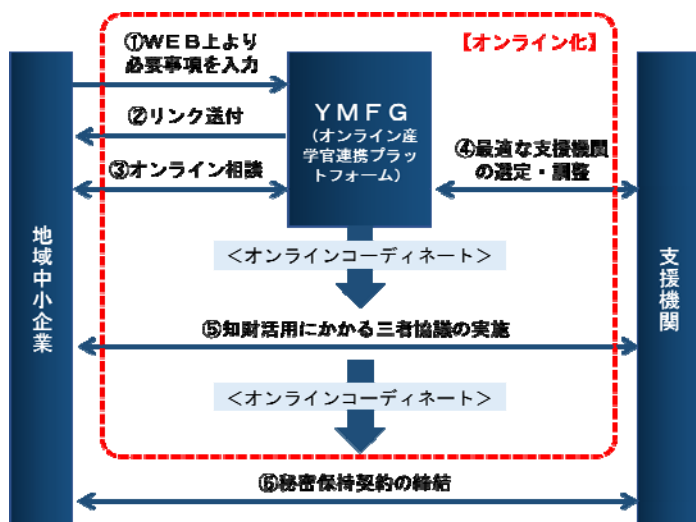 ①ＷＥＢ上より
必要事項を入力
【オンライン化】
②リンク送付
ＹＭＦＧ
（オンライン産
学官連携プラッ
トフォーム）
③オンライン相談
④最適な支援機関
の選定・調整
地域中小企業
支援機関
＜オンラインコーディネート＞
⑤知財活用にかかる三者協議の実施
＜オンラインコーディネート＞
⑥秘密保持契約の締結